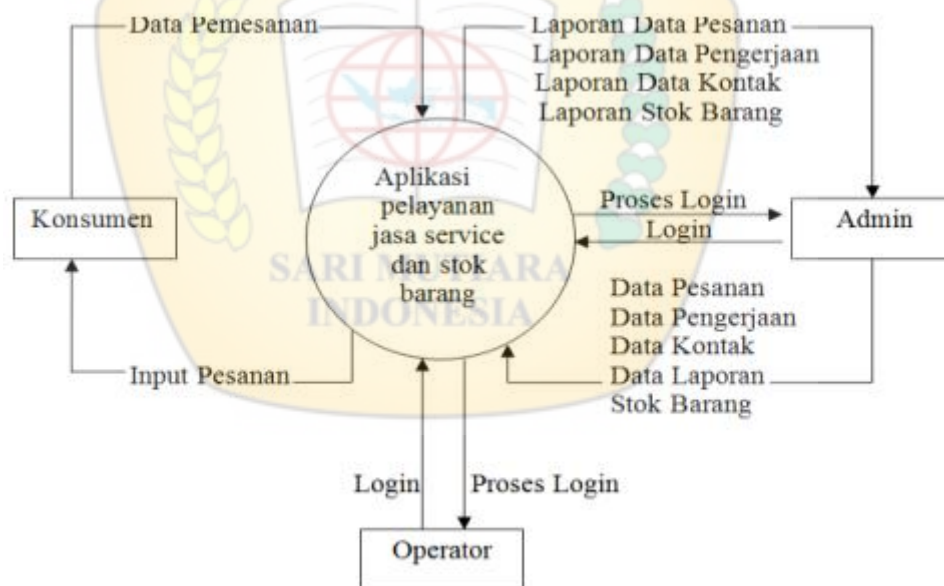 Data Pemesanan
Laporan Data Pesanan
Laporan Data Pengerjaan
Laporan Data Kontak
Laporan Stok Barang
Aplikasi
pelayanan
jasa service
dan stok
barang
Konsumen
Proses Login
Login
Admin
SARI MUTIARA
INDONESIA
Data Pesanan
Data Pengerjaan
Data Kontak
Data Laporan
Stok Barang
Input Pesanan
Login
Proses Login
Operator